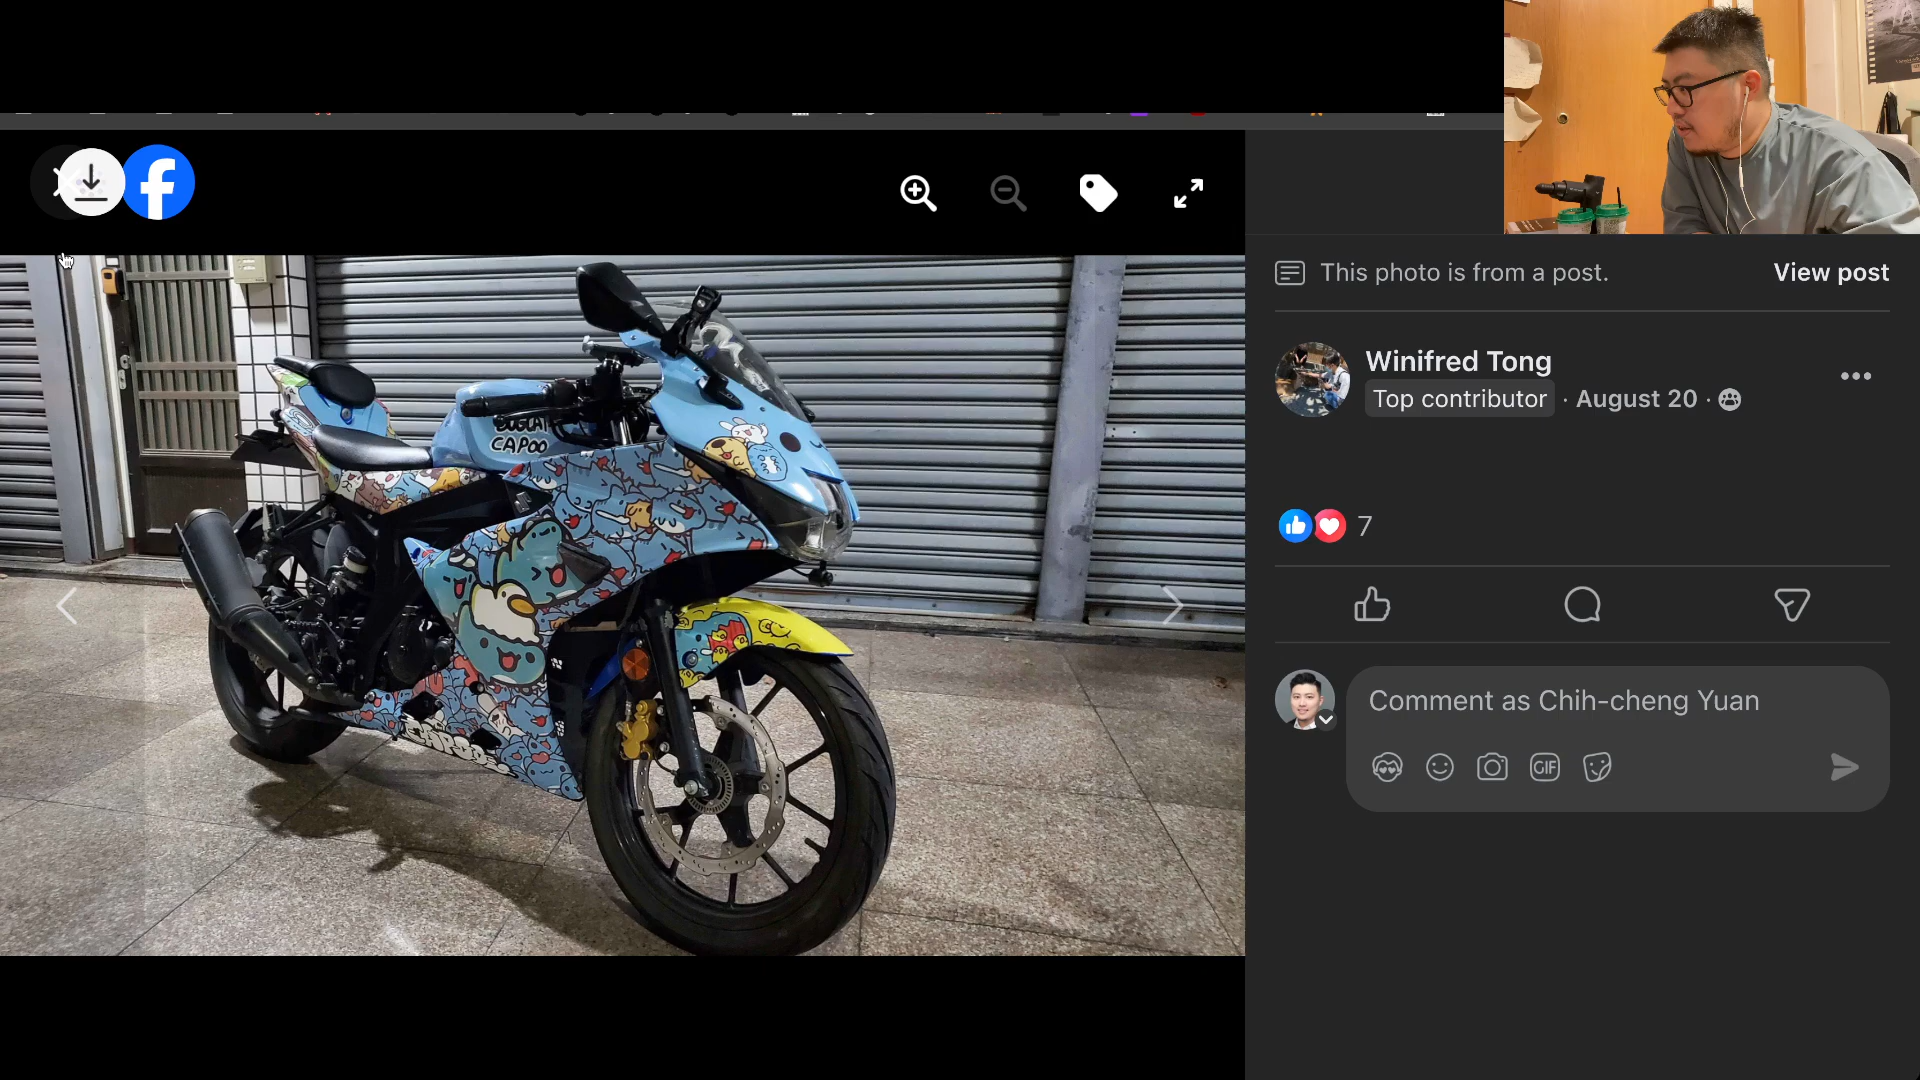 This photo is from a post.
View post
Winifred Tong
Top contributor · August 20 ·
7
Comment as Chih-cheng Yuan
GIF
CAPOO